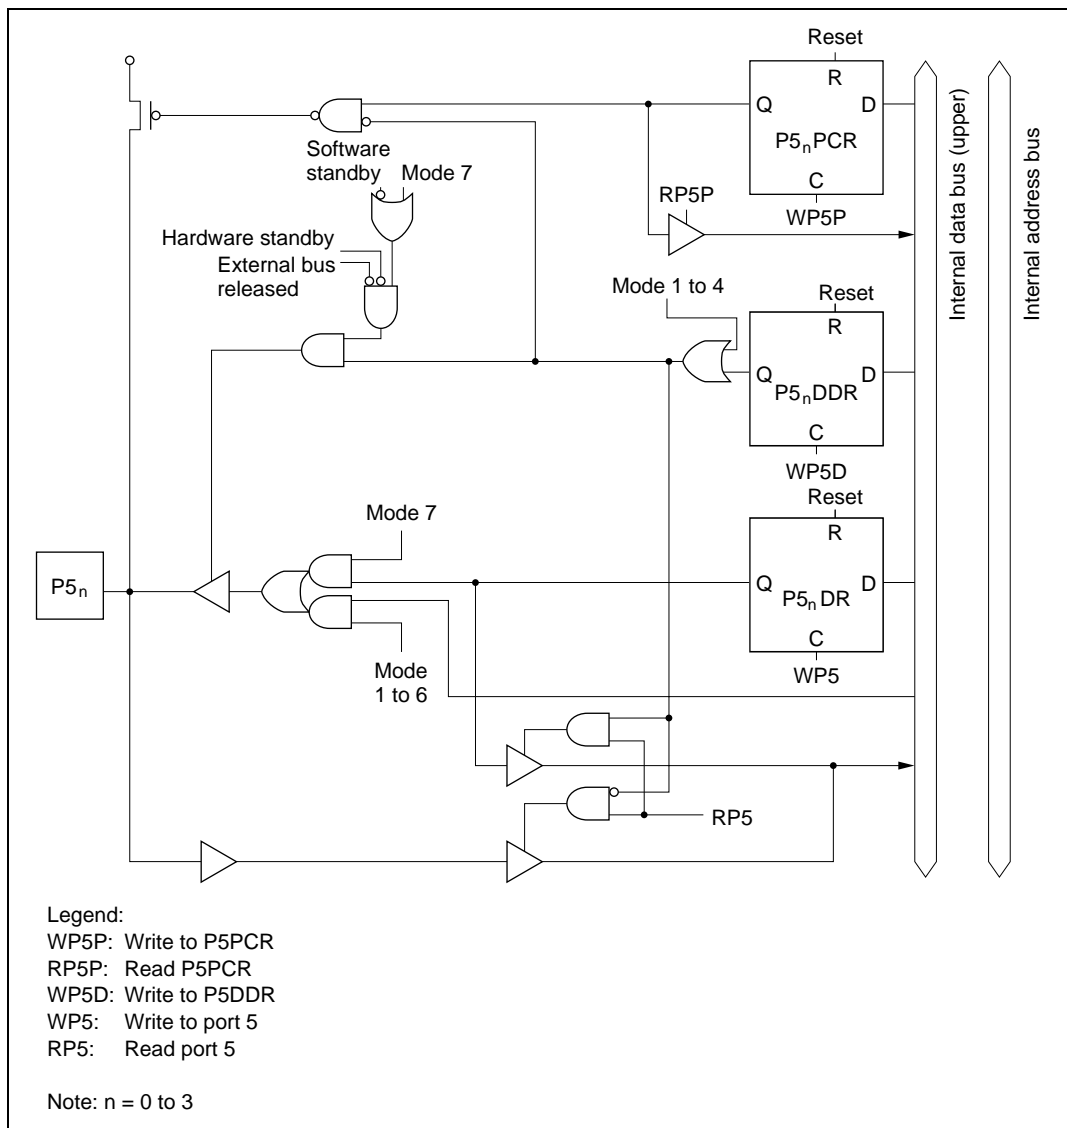 Reset
R
Q
D
P5nPCR
C
WP5P
Software
standby
Mode 7
RP5P
Hardware standby
External bus
released
Mode 1 to 4
Reset
R
Q
D
P5nDDR
C
WP5D
Reset
R
Mode 7
P5n
Q
D
P5nDR
C
WP5
Mode
1 to 6
RP5
Internal data bus (upper)
Internal address bus
Legend:
WP5P: Write to P5PCR
RP5P: Read P5PCR
WP5D: Write to P5DDR
WP5: Write to port 5
RP5: Read port 5
Note: n = 0 to 3